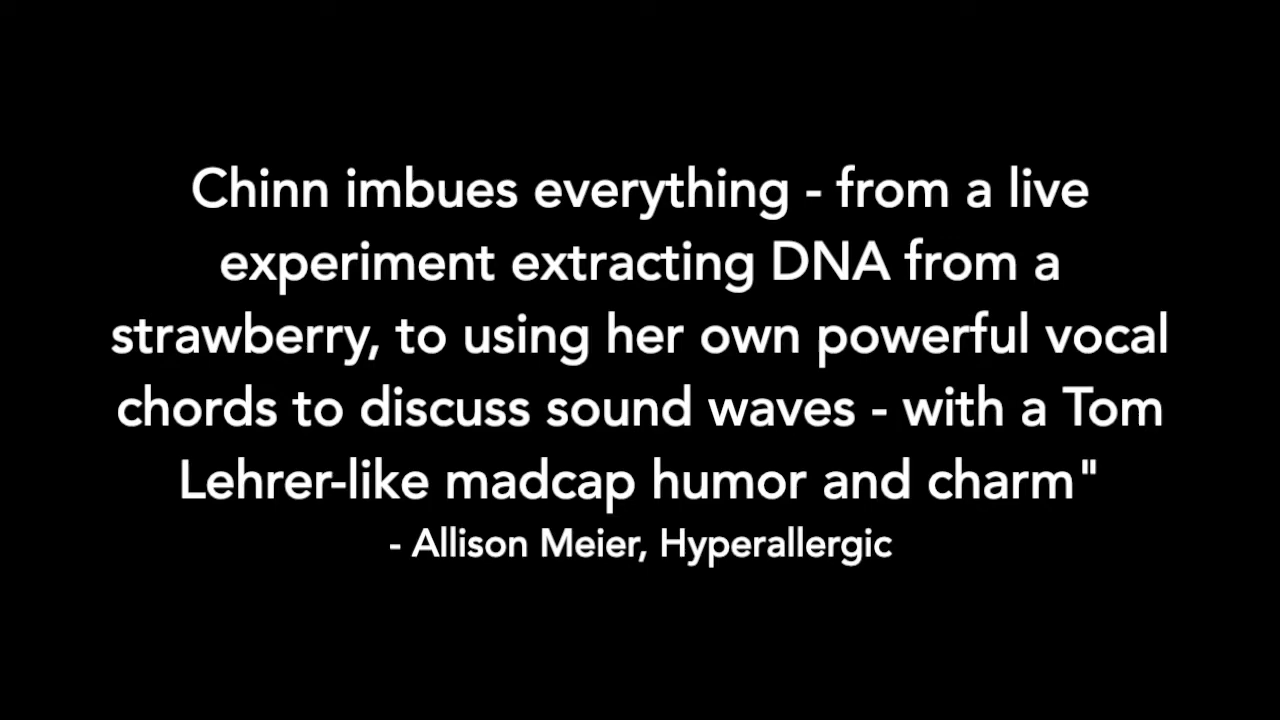 Chinn imbues everything - from a live
experiment extracting DNA from a
strawberry, to using her own powerful vocal
chords to discuss sound waves - with a Tom
Lehrer-like madcap humor and charm"
- Allison Meier, Hyperallergic